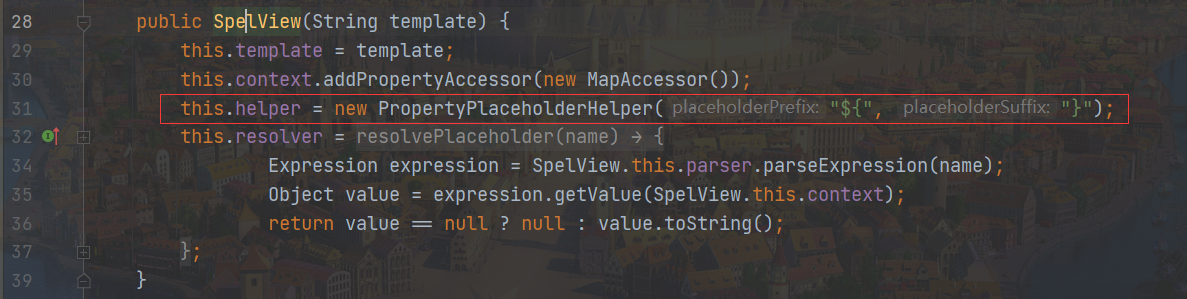 28 public SpelView(String template) {
29 this.template = template;
30 this.context.addPropertyAccessor(new MapAccessor());
31 this.helper = new PropertyPlaceholderHelper( placeholderPrefix: "${", placeholderSuffix: "}");
32 this.resolver = resolvePlaceholder(name) → {
34 Expression expression = SpelView.this.parser.parseExpression(name);
35 Object value = expression.getValue(SpelView.this.context);
36 return value == null ? null : value.toString();
37 };
39 }